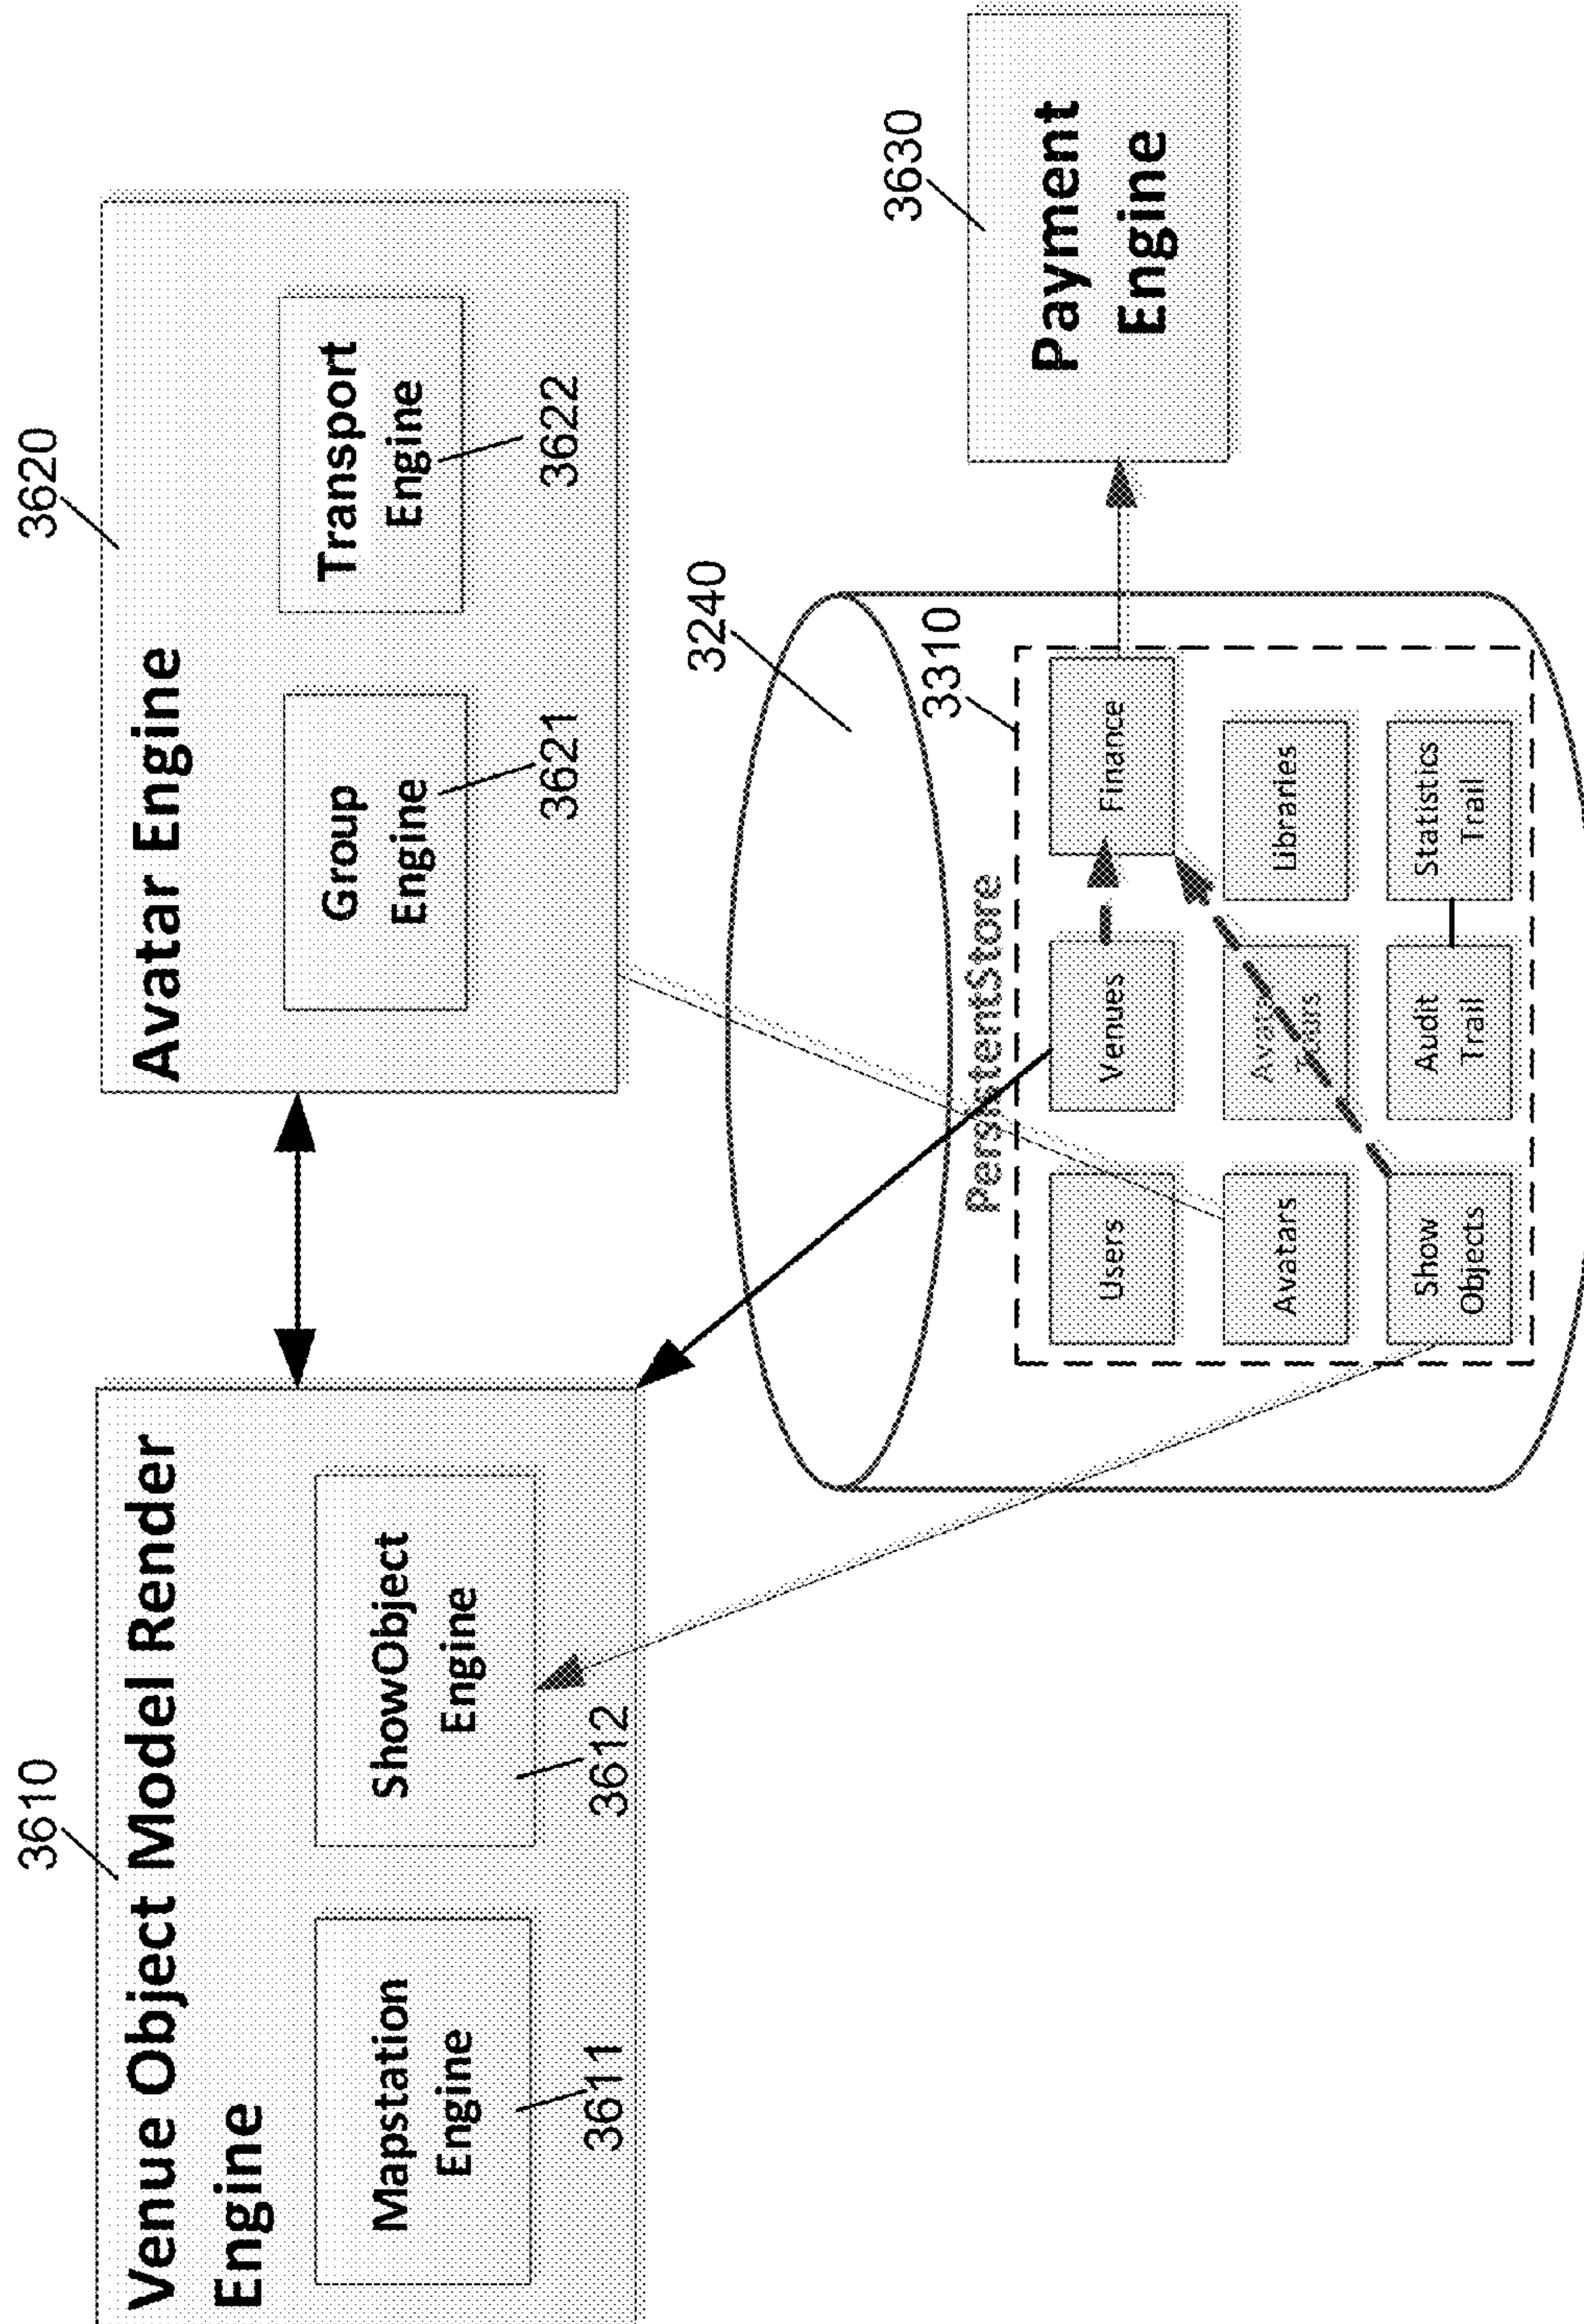 3610
Venue Object Model Render
Engine
Mapstation
Engine
3611
ShowObject
Engine
3612
3620
Avatar Engine
Group
Engine
3621
Transport
Engine
3622
3240
3310
PersistentStore
Users
Venues
Finance
Avatars
Libraries
Show
Objects
Audit
Trail
Statistics
Trail
3630
Payment
Engine